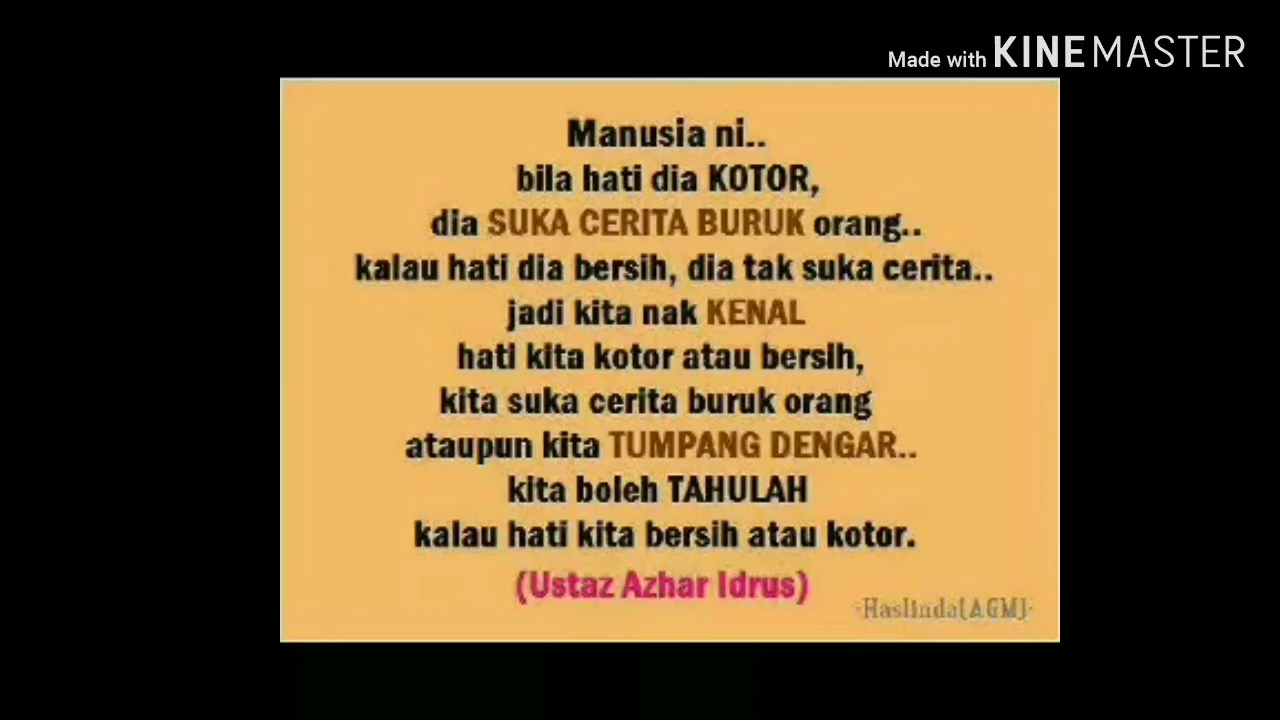 Made with KINEMASTER
Manusia ni..
bila hati dia KOTOR,
dia SUKA CERITA BURUK orang..
kalau hati dia bersih, dia tak suka cerita..
jadi kita nak KENAL
hati kita kotor atau bersih,
kita suka cerita buruk orang
ataupun kita TUMPANG DENGAR..
kita boleh TAHULAH
kalau hati kita bersih atau kotor.
(Ustaz Azhar Idrus)
-Haslinda[AGM]-